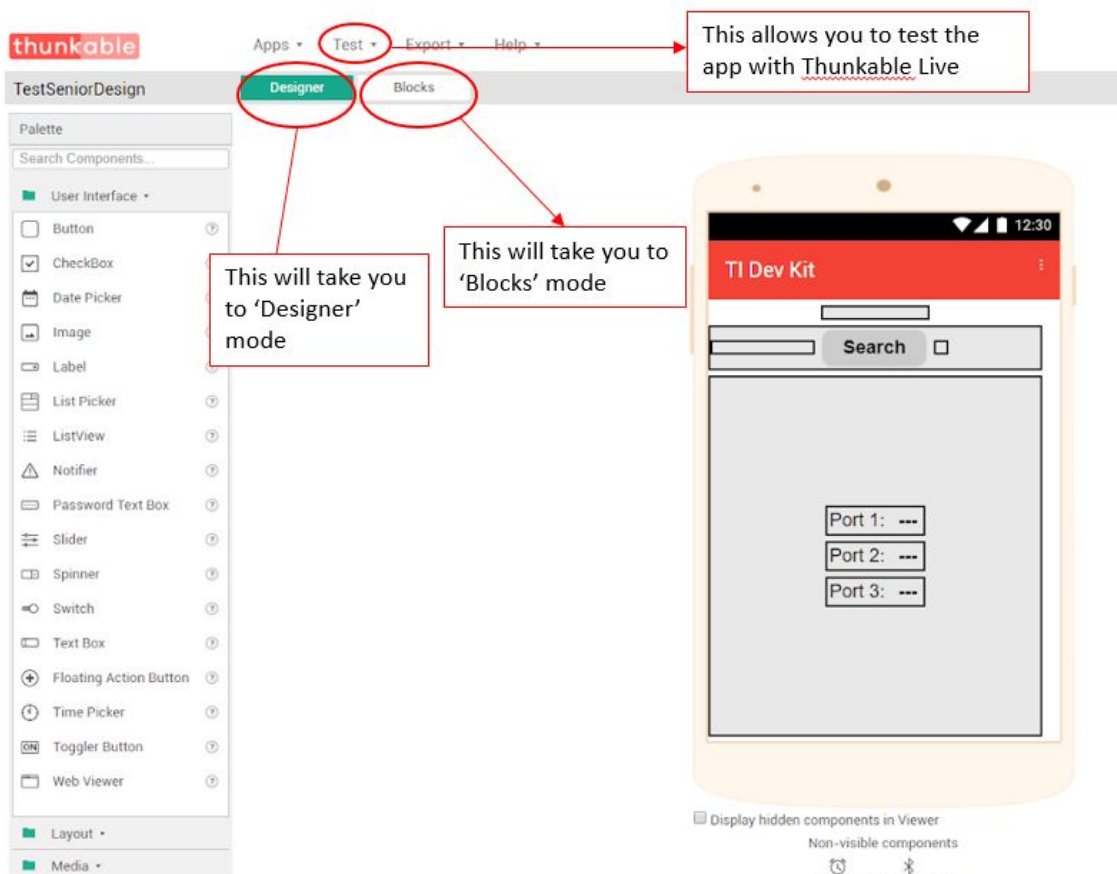 thunkable
Apps Test Export Help
This allows you to test the
app with Thunkable Live
TestSeniorDesign
Designer
Blocks
Palette
Search Components...
User Interface
Button
CheckBox
Date Picker
Image
Label
List Picker
ListView
Notifier
Password Text Box
Slider
Spinner
Switch
Text Box
Floating Action Button
Time Picker
ON Toggler Button
Web Viewer
Layout
Media
This will take you
to ‘Designer’
mode
This will take you to
‘Blocks’ mode
12:30
TI Dev Kit
Search
Port 1: ---
Port 2: ---
Port 3: ---
Display hidden components in Viewer
Non-visible components